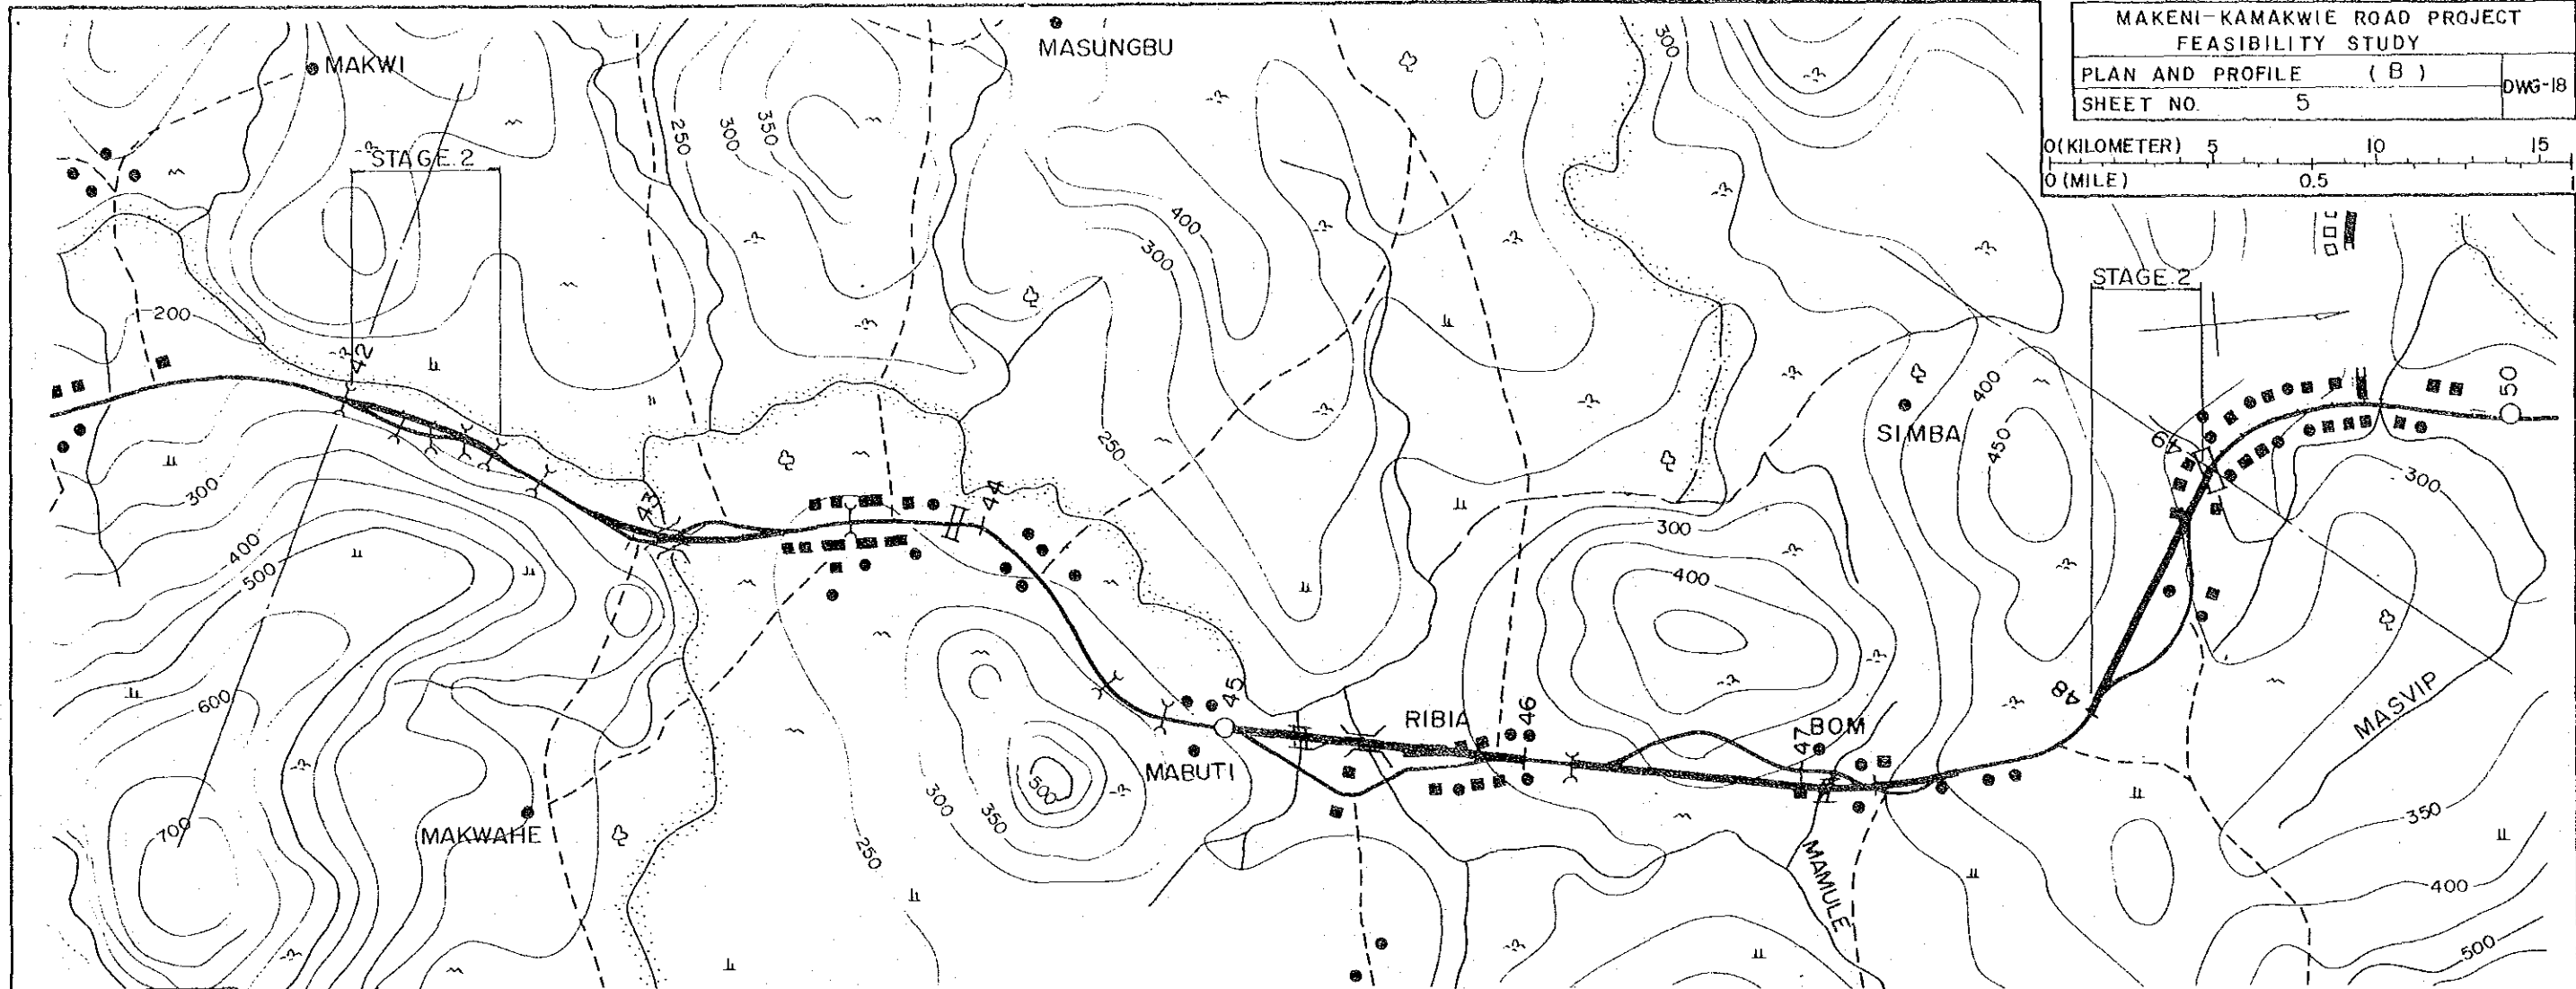 MAKENI-KAMAKWIE ROAD PROJECT
FEASIBILITY STUDY
PLAN AND PROFILE ( B )
DWG-18
SHEET NO. 5
0(KILOMETER) 5 10 15
0 (MILE) 0.5
MAKWI
MASUNGBU
300
STAGE 2
250
300
350
400
300
200
STAGE 2
42
400
50
SIMBA
450
49
250
300
300
43
44
300
400
500
400
600
48
45
RIBIA
46
BOM
47
MASVIP
MABUTI
500
300
350
700
MAKWAHE
250
MAMULE
350
400
500